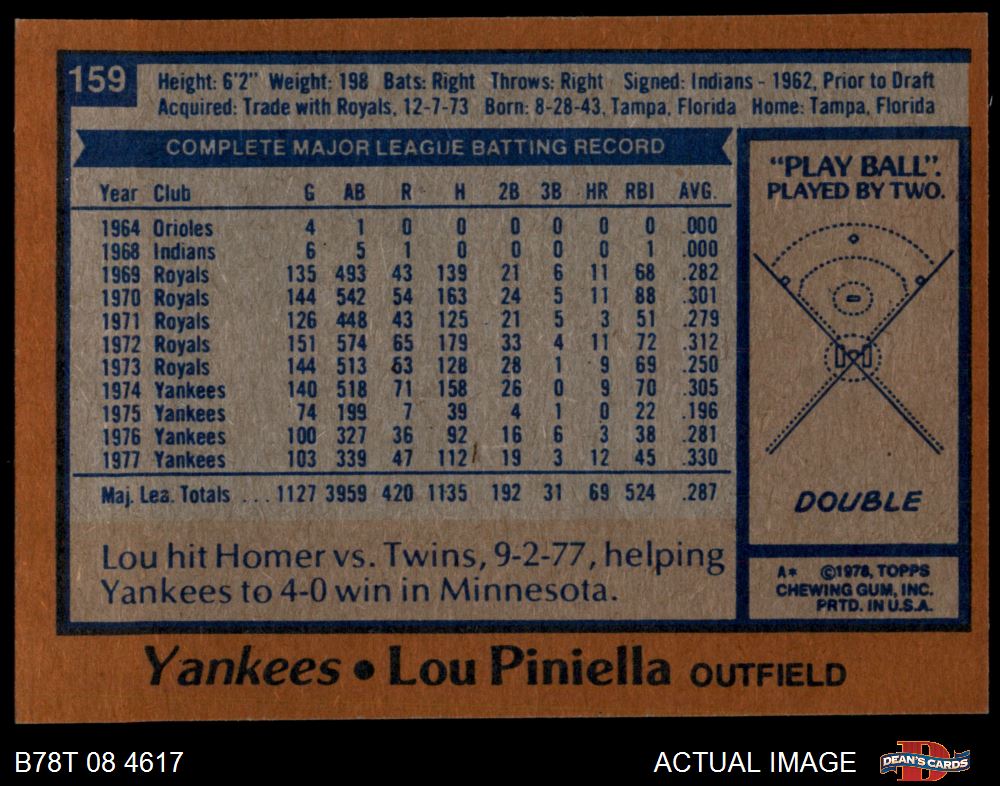 159
Height: 6'2" Weight: 198 Bats: Right Throws: Right Signed: Indians - 1962, Prior to Draft
Acquired: Trade with Royals, 12-7-73 Born: 8-28-43, Tampa, Florida Home: Tampa, Florida
COMPLETE MAJOR LEAGUE BATTING RECORD
Year Club G AB R H 2B 3B HR RBI AVG.
1964 Orioles 4 1 0 0 0 0 0 0 .000
1968 Indians 6 5 1 0 0 0 0 1 .000
1969 Royals 135 493 43 139 21 6 11 68 .282
1970 Royals 144 542 54 163 24 5 11 88 .301
1971 Royals 126 448 43 125 21 5 3 51 .279
1972 Royals 151 574 65 179 33 4 11 72 .312
1973 Royals 144 513 53 128 28 1 9 69 .250
1974 Yankees 140 518 71 158 26 0 9 70 .305
1975 Yankees 74 199 7 39 4 1 0 22 .196
1976 Yankees 100 327 36 92 16 6 3 38 .281
1977 Yankees 103 339 47 112 19 3 12 45 .330
Maj. Lea. Totals ... 1127 3959 420 1135 192 31 69 524 .287
Lou hit Homer vs. Twins, 9-2-77, helping
Yankees to 4-0 win in Minnesota.
"PLAY BALL".
PLAYED BY TWO.
DOUBLE
A* ©1978, TOPPS
CHEWING GUM, INC.
PRTD. IN U.S.A.
Yankees • Lou Piniella OUTFIELD
B78T 08 4617
ACTUAL IMAGE
DEAN'S CARDS